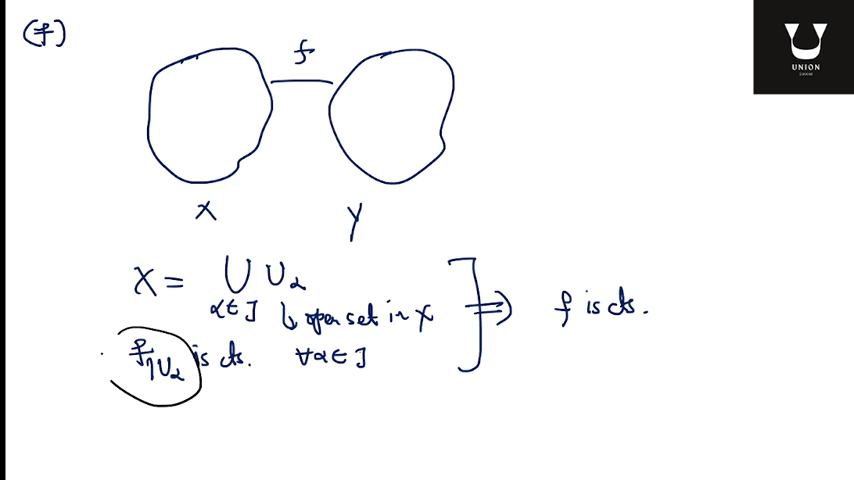 (f)
f
UNION
X
Y
X = ⋃ Uα
α∈J ↳ open set in X ] ⇒ f is cts.
f|Uα is cts. ∀α∈J